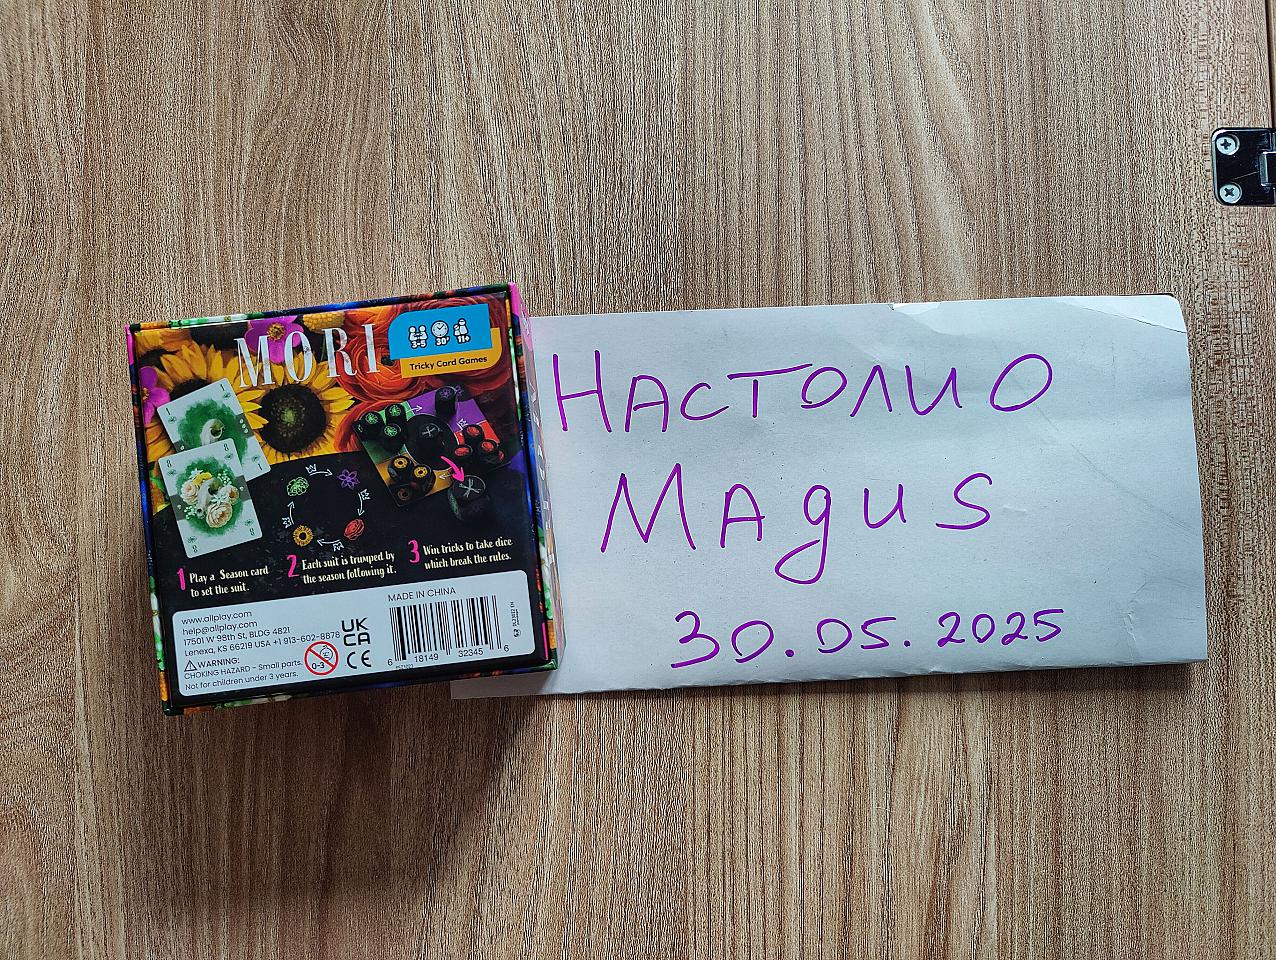 MORI
3-5 30' 11+
Tricky Card Games
1 Play a Season card
to set the suit.
2 Each suit is trumped by
the season following it.
3 Win tricks to take dice
which break the rules.
www.allplay.com
help@allplay.com
17501 W 98th St, BLDG 4821
Lenexa, KS 66219 USA +1 913-602-8878
WARNING:
CHOKING HAZARD - Small parts.
Not for children under 3 years.
0-3
UK
CA
CE
MADE IN CHINA
6 18149 32345 6
НАСТОЛИО
MAgus
30.05.2025